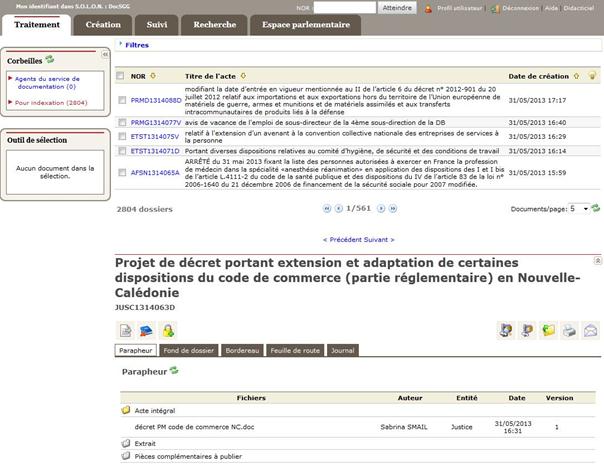 Mon identifiant dans S.O.L.O.N. : DocSGG
NOR : Atteindre Profil utilisateur | Déconnexion | Aide | Didacticiel
Traitement Création Suivi Recherche Espace parlementaire
Corbeilles
Agents du service de documentation (0)
Pour indexation (2804)
Outil de sélection
Aucun document dans la sélection.
Filtres
NOR Titre de l'acte Date de création
modifiant la date d'entrée en vigueur mentionnée au II de l'article 6 du décret n° 2012-901 du 20
juillet 2012 relatif aux importations et aux exportations hors du territoire de l'Union européenne de
PRMD1314088D matériels de guerre, armes et munitions et de matériels assimilés et aux transferts 31/05/2013 17:17
intracommunautaires de produits liés à la défense
PRMG1314077V avis de vacance de l'emploi de sous-directeur de la 4ème sous-direction de la DB 31/05/2013 16:40
ETST1314075V relatif à l'extension d'un avenant à la convention collective nationale des entreprises de services à la personne 31/05/2013 16:29
ETST1314071D Portant diverses dispositions relatives au comité d'hygiène, de sécurité et des conditions de travail 31/05/2013 16:14
ARRÊTÉ du 31 mai 2013 fixant la liste des personnes autorisées à exercer en France la profession
AFSN1314065A de médecin dans la spécialité «anesthésie réanimation» en application des dispositions des I et I bis 31/05/2013 15:59
de l'article L.4111-2 du code de la santé publique et des dispositions du IV de l'article 83 de la loi n°
2006-1640 du 21 décembre 2006 de financement de la sécurité sociale pour 2007 modifiée.
2804 dossiers 1/561 Documents/page: 5
< Précédent Suivant >
Projet de décret portant extension et adaptation de certaines
dispositions du code de commerce (partie réglementaire) en Nouvelle-
Calédonie
JUSC1314063D
Parapheur Fond de dossier Bordereau Feuille de route Journal
Parapheur
Fichiers Auteur Entité Date Version
Acte intégral
décret PM code de commerce NC.doc Sabrina SMAIL Justice 31/05/2013 16:31 1
Extrait
Pièces complémentaires à publier